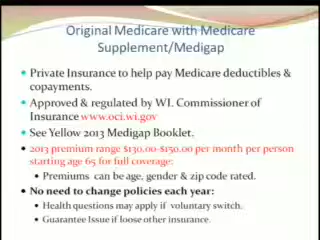 Original Medicare with Medicare
Supplement/Medigap
Private Insurance to help pay Medicare deductibles &
copayments.
Approved & regulated by WI. Commissioner of
Insurance www.oci.wi.gov
See Yellow 2013 Medigap Booklet.
2013 premium range $130.00-$150.00 per month per person
starting age 65 for full coverage:
Premiums can be age, gender & zip code rated.
No need to change policies each year:
Health questions may apply if voluntary switch.
Guarantee Issue if loose other insurance.